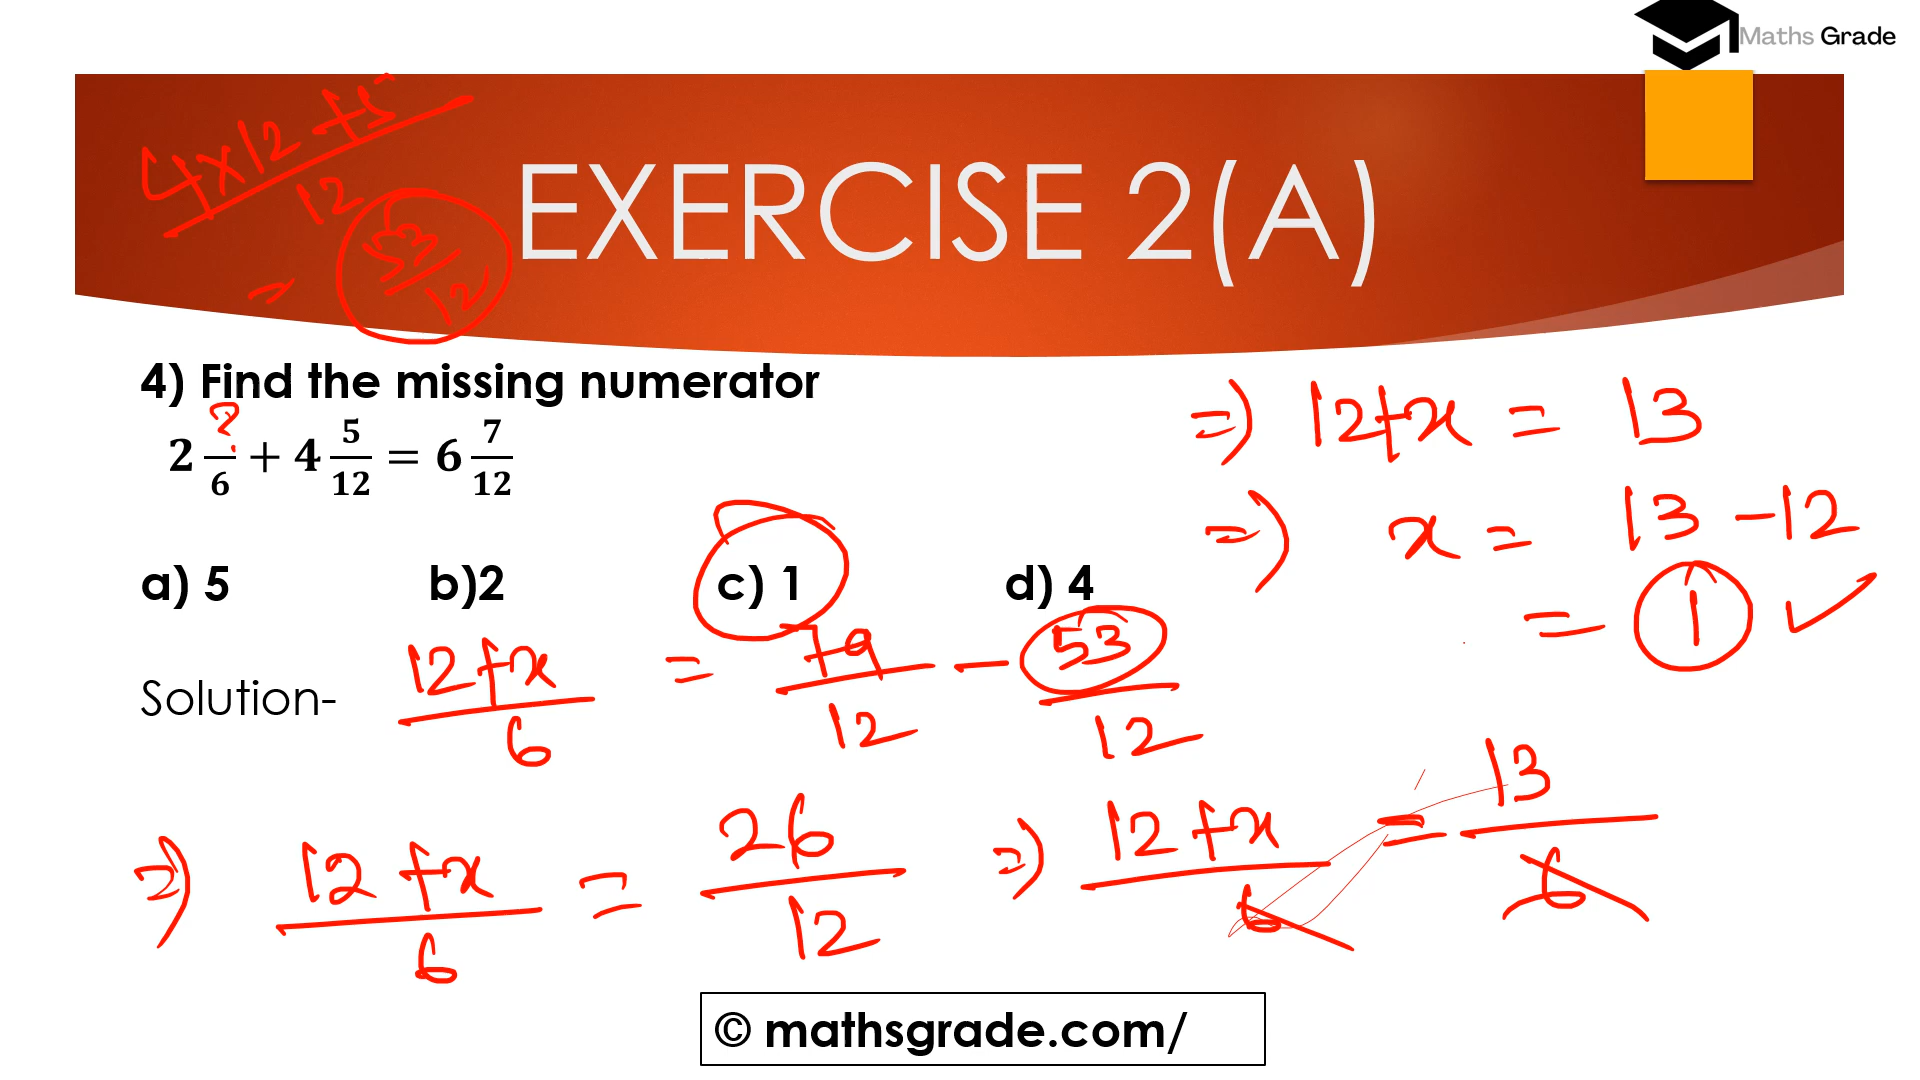 Maths Grade
4×12+5
12
= 53
12
EXERCISE 2(A)
4) Find the missing numerator
2 ?/6 + 4 5/12 = 6 7/12
a) 5 b)2 c) 1 d) 4
Solution-
(12+x)/6 = 79/12 - 53/12
=) (12+x)/6 = 26/12 =) (12+x)/6 = 13/6
=) 12+x = 13
=) x = 13-12
= 1
© mathsgrade.com/